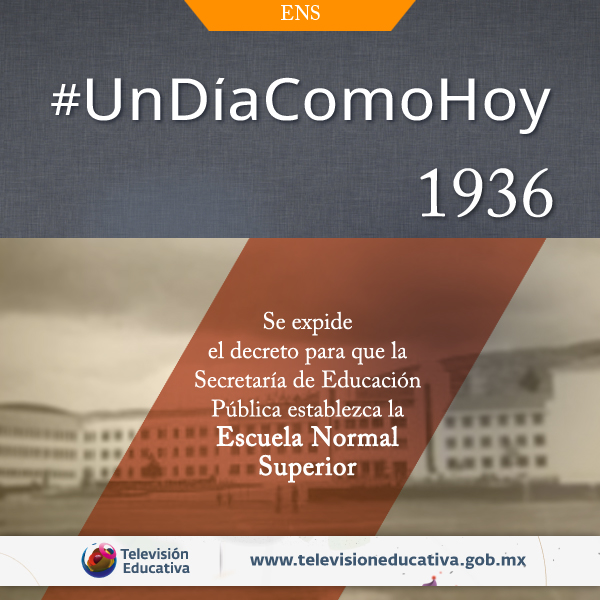 ENS
#UnDíaComoHoy
1936
Se expide
el decreto para que la
Secretaría de Educación
Pública establezca la
Escuela Normal
Superior
Televisión
Educativa
www.televisioneducativa.gob.mx